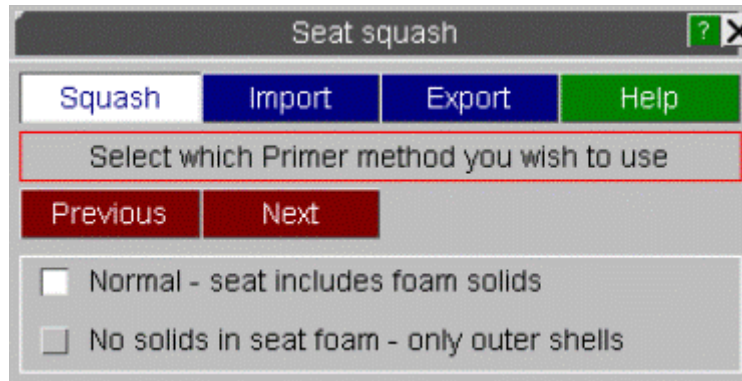 Seat squash ? X
Squash Import Export Help
Select which Primer method you wish to use
Previous Next
Normal - seat includes foam solids
No solids in seat foam - only outer shells